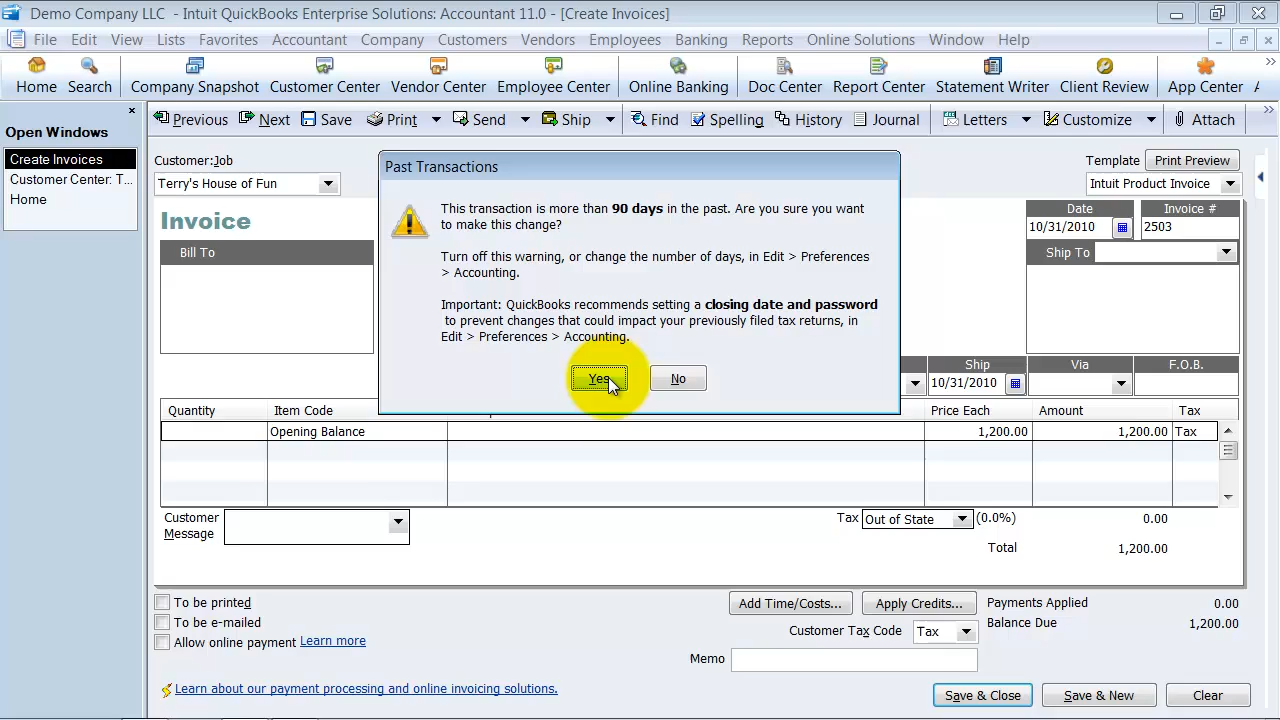 Demo Company LLC - Intuit QuickBooks Enterprise Solutions: Accountant 11.0 - [Create Invoices]
File Edit View Lists Favorites Accountant Company Customers Vendors Employees Banking Reports Online Solutions Window Help
Home Search Company Snapshot Customer Center Vendor Center Employee Center Online Banking Doc Center Report Center Statement Writer Client Review App Center
Open Windows
Create Invoices
Customer Center: T...
Home
Previous Next Save Print Send Ship Find Spelling History Journal Letters Customize Attach
Customer:Job
Terry's House of Fun
Template Print Preview
Intuit Product Invoice
Invoice
Date Invoice #
10/31/2010 2503
Bill To
Ship To
Past Transactions
This transaction is more than 90 days in the past. Are you sure you want
to make this change?
Turn off this warning, or change the number of days, in Edit > Preferences
> Accounting.
Important: QuickBooks recommends setting a closing date and password
to prevent changes that could impact your previously filed tax returns, in
Edit > Preferences > Accounting.
Yes No
Ship Via F.O.B.
10/31/2010
Quantity Item Code Price Each Amount Tax
Opening Balance 1,200.00 1,200.00 Tax
Customer
Message
Tax Out of State (0.0%) 0.00
Total 1,200.00
To be printed
To be e-mailed
Allow online payment Learn more
Add Time/Costs... Apply Credits... Payments Applied 0.00
Customer Tax Code Tax Balance Due 1,200.00
Memo
Learn about our payment processing and online invoicing solutions.
Save & Close Save & New Clear